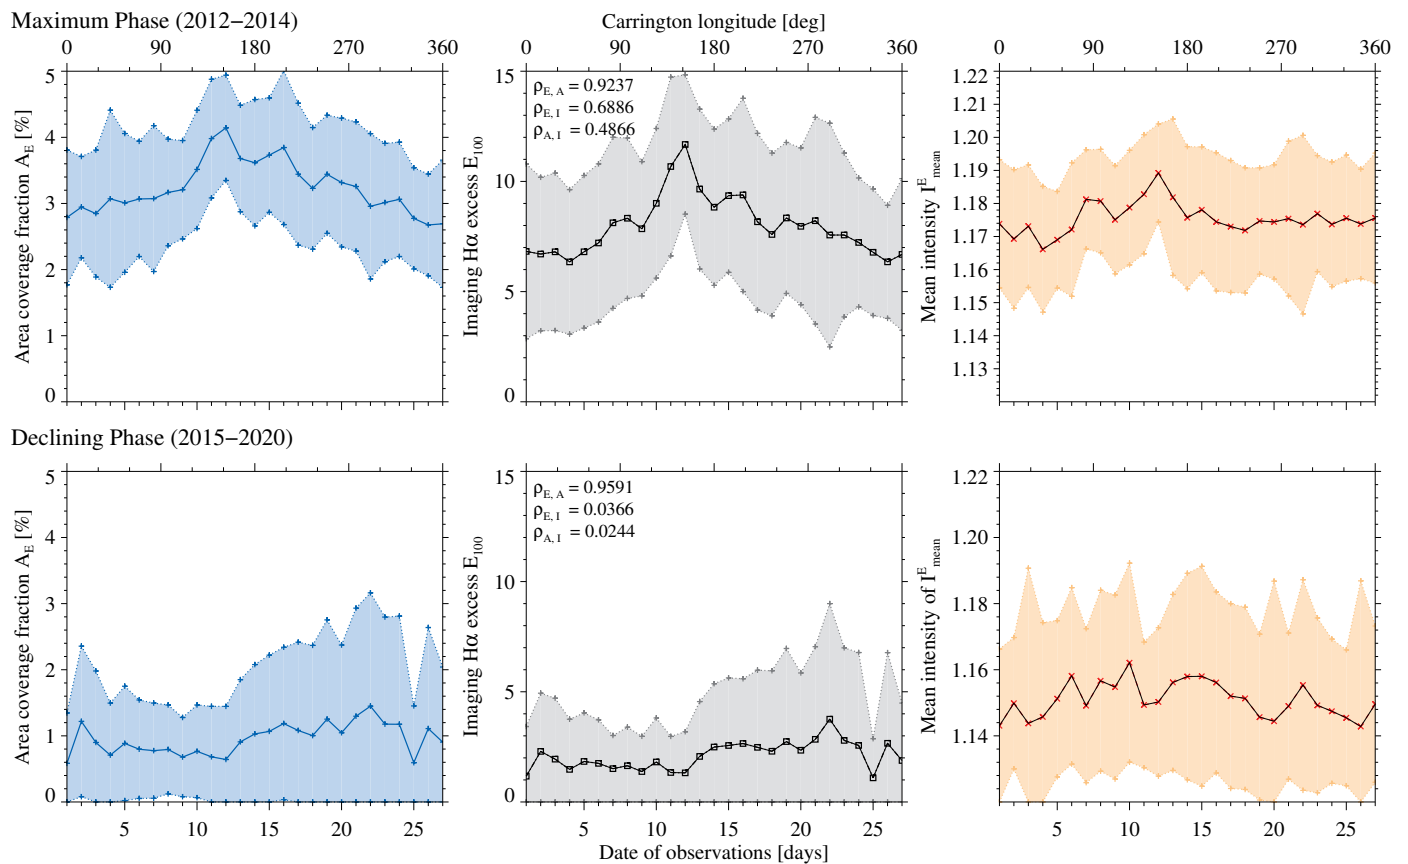 Maximum Phase (2012−2014)
Carrington longitude [deg]
0 90 180 270 360
0 90 180 270 360
0 90 180 270 360
Area coverage fraction A_E [%]
5
4
3
2
1
0
Imaging Hα excess E_100
15
10
5
0
ρ_E, A = 0.9237
ρ_E, I = 0.6886
ρ_A, I = 0.4866
Mean intensity I^E_mean
1.22
1.21
1.20
1.19
1.18
1.17
1.16
1.15
1.14
1.13
Declining Phase (2015−2020)
Area coverage fraction A_E [%]
5
4
3
2
1
0
5 10 15 20 25
Imaging Hα excess E_100
15
10
5
0
ρ_E, A = 0.9591
ρ_E, I = 0.0366
ρ_A, I = 0.0244
5 10 15 20 25
Mean intensity of I^E_mean
1.22
1.20
1.18
1.16
1.14
5 10 15 20 25
Date of observations [days]